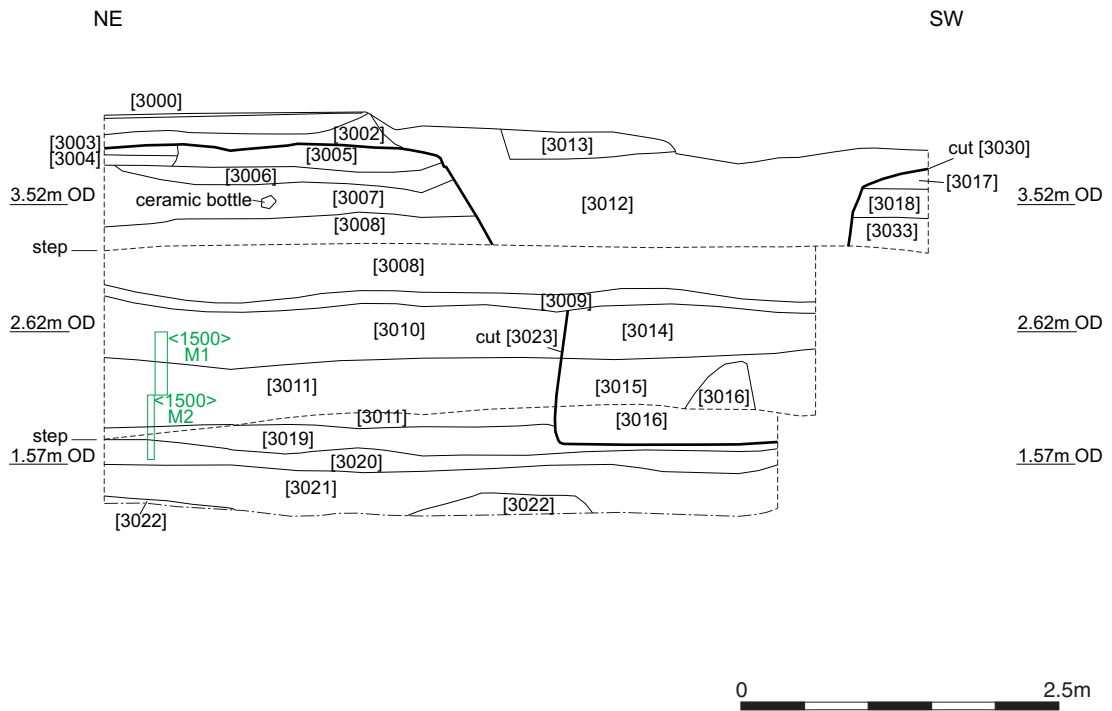 NE SW
[3000]
[3002]
[3003]
[3013]
[3004]
[3005]
cut [3030]
[3006]
[3017]
3.52m OD
ceramic bottle
[3007]
[3012]
[3018]
3.52m OD
[3008]
[3033]
step
[3008]
[3009]
2.62m OD
[3010]
cut [3023]
[3014]
2.62m OD
<1500>
M1
[3011]
[3015]
[3016]
<1500>
M2
[3011]
[3016]
step
[3019]
1.57m OD
[3020]
1.57m OD
[3021]
[3022]
[3022]
0 2.5m